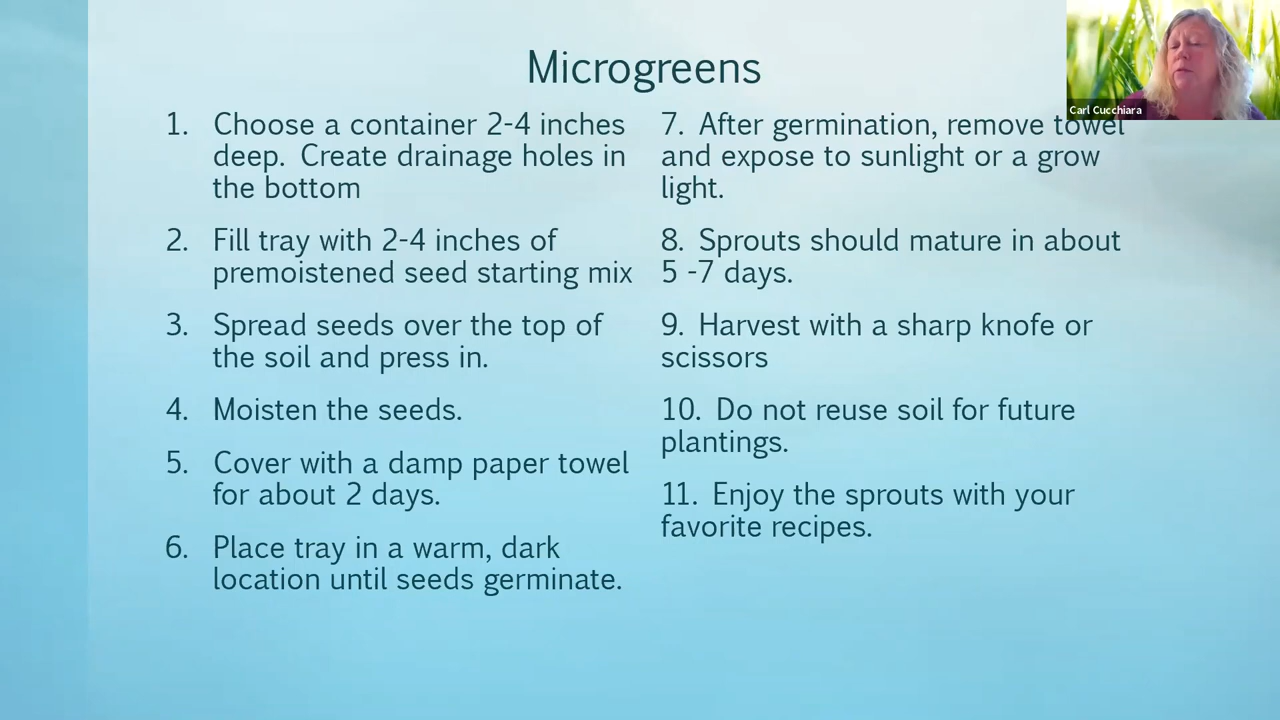 Microgreens
1. Choose a container 2-4 inches
deep. Create drainage holes in
the bottom
2. Fill tray with 2-4 inches of
premoistened seed starting mix
3. Spread seeds over the top of
the soil and press in.
4. Moisten the seeds.
5. Cover with a damp paper towel
for about 2 days.
6. Place tray in a warm, dark
location until seeds germinate.
7. After germination, remove towel
and expose to sunlight or a grow
light.
8. Sprouts should mature in about
5 -7 days.
9. Harvest with a sharp knofe or
scissors
10. Do not reuse soil for future
plantings.
11. Enjoy the sprouts with your
favorite recipes.
Carl Cucchiara